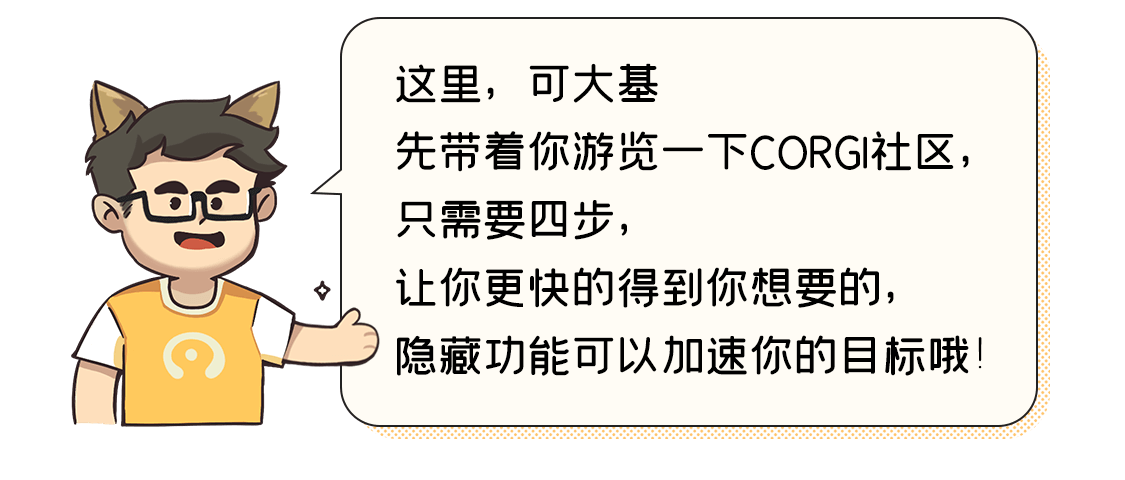 这里，可大基
先带着你游览一下CORGI社区，
只需要四步，
让你更快的得到你想要的，
隐藏功能可以加速你的目标哦！